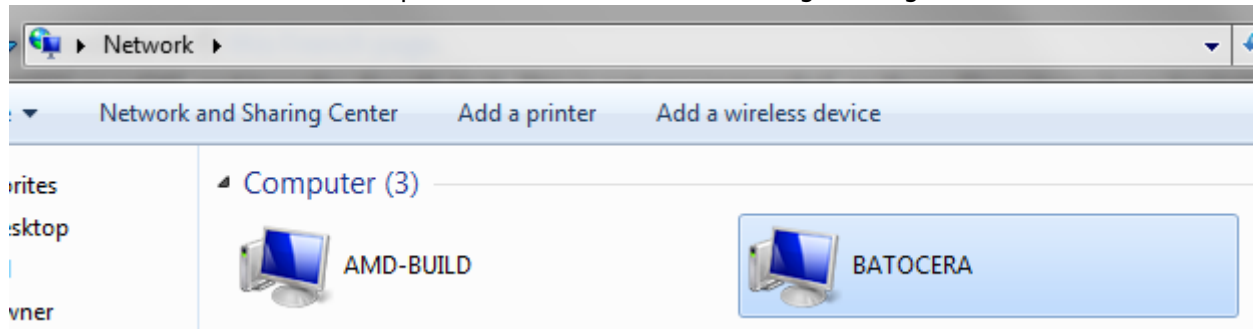 Network
Network and Sharing Center Add a printer Add a wireless device
Computer (3)
AMD-BUILD BATOCERA